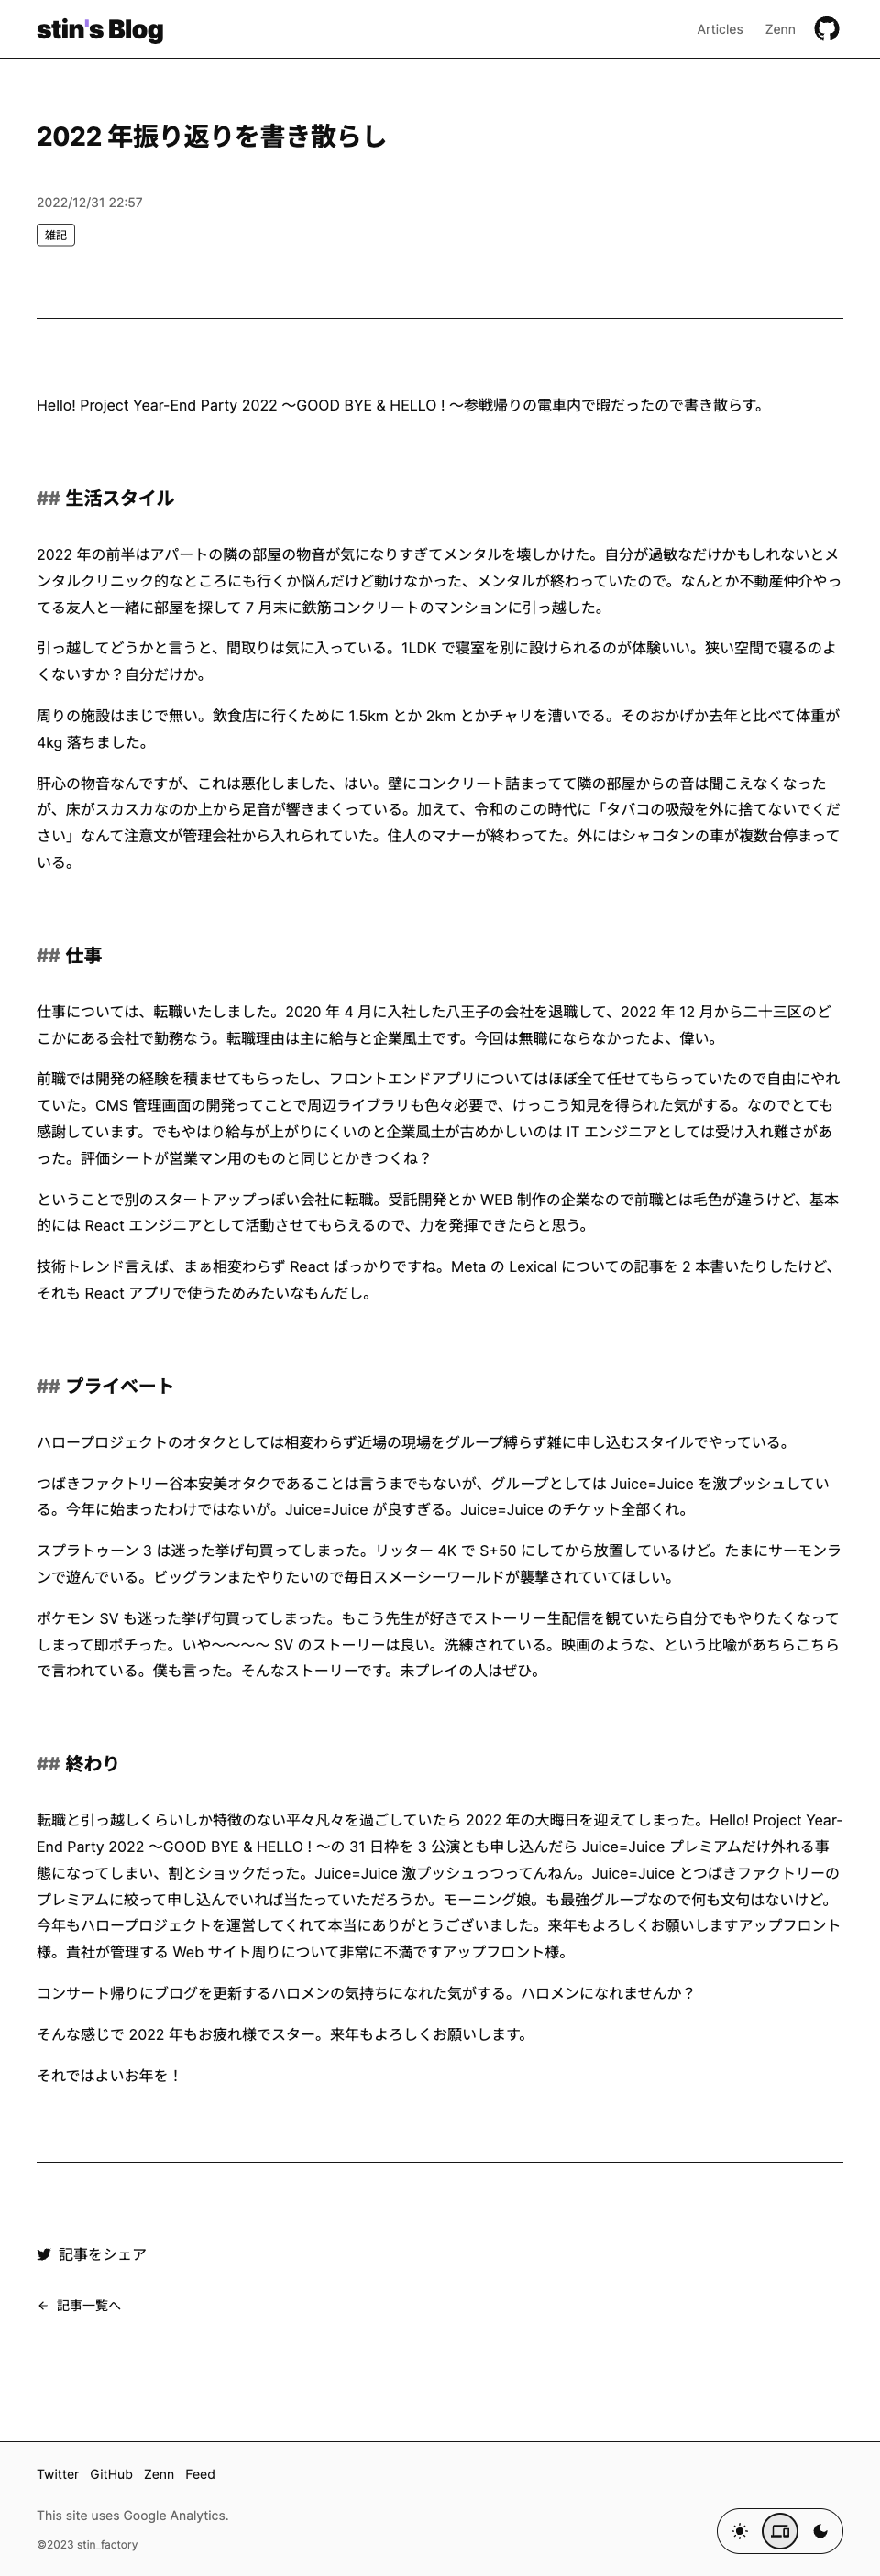 stin's Blog
Articles
Zenn
2022 年振り返りを書き散らし
2022/12/31 22:57
雑記
Hello! Project Year-End Party 2022 〜GOOD BYE & HELLO ! 〜参戦帰りの電車内で暇だったので書き散らす。
## 生活スタイル
2022 年の前半はアパートの隣の部屋の物音が気になりすぎてメンタルを壊しかけた。自分が過敏なだけかもしれないとメ
ンタルクリニック的なところにも行くか悩んだけど動けなかった、メンタルが終わっていたので。なんとか不動産仲介やっ
てる友人と一緒に部屋を探して 7 月末に鉄筋コンクリートのマンションに引っ越した。
引っ越してどうかと言うと、間取りは気に入っている。1LDK で寝室を別に設けられるのが体験いい。狭い空間で寝るのよ
くないすか？自分だけか。
周りの施設はまじで無い。飲食店に行くために 1.5km とか 2km とかチャリを漕いでる。そのおかげか去年と比べて体重が
4kg 落ちました。
肝心の物音なんですが、これは悪化しました、はい。壁にコンクリート詰まってて隣の部屋からの音は聞こえなくなった
が、床がスカスカなのか上から足音が響きまくっている。加えて、令和のこの時代に「タバコの吸殻を外に捨てないでくだ
さい」なんて注意文が管理会社から入れられていた。住人のマナーが終わってた。外にはシャコタンの車が複数台停まって
いる。
## 仕事
仕事については、転職いたしました。2020 年 4 月に入社した八王子の会社を退職して、2022 年 12 月から二十三区のど
こかにある会社で勤務なう。転職理由は主に給与と企業風土です。今回は無職にならなかったよ、偉い。
前職では開発の経験を積ませてもらったし、フロントエンドアプリについてはほぼ全て任せてもらっていたので自由にやれ
ていた。CMS 管理画面の開発ってことで周辺ライブラリも色々必要で、けっこう知見を得られた気がする。なのでとても
感謝しています。でもやはり給与が上がりにくいのと企業風土が古めかしいのは IT エンジニアとしては受け入れ難さがあ
った。評価シートが営業マン用のものと同じとかきつくね？
ということで別のスタートアップっぽい会社に転職。受託開発とか WEB 制作の企業なので前職とは毛色が違うけど、基本
的には React エンジニアとして活動させてもらえるので、力を発揮できたらと思う。
技術トレンド言えば、まぁ相変わらず React ばっかりですね。Meta の Lexical についての記事を 2 本書いたりしたけど、
それも React アプリで使うためみたいなもんだし。
## プライベート
ハロープロジェクトのオタクとしては相変わらず近場の現場をグループ縛らず雑に申し込むスタイルでやっている。
つばきファクトリー谷本安美オタクであることは言うまでもないが、グループとしては Juice=Juice を激プッシュしてい
る。今年に始まったわけではないが。Juice=Juice が良すぎる。Juice=Juice のチケット全部くれ。
スプラトゥーン 3 は迷った挙げ句買ってしまった。リッター 4K で S+50 にしてから放置しているけど。たまにサーモンラ
ンで遊んでいる。ビッグランまたやりたいので毎日スメーシーワールドが襲撃されていてほしい。
ポケモン SV も迷った挙げ句買ってしまった。もこう先生が好きでストーリー生配信を観ていたら自分でもやりたくなって
しまって即ポチった。いや〜〜〜〜 SV のストーリーは良い。洗練されている。映画のような、という比喩があちらこちら
で言われている。僕も言った。そんなストーリーです。未プレイの人はぜひ。
## 終わり
転職と引っ越しくらいしか特徴のない平々凡々を過ごしていたら 2022 年の大晦日を迎えてしまった。Hello! Project Year-
End Party 2022 〜GOOD BYE & HELLO ! 〜の 31 日枠を 3 公演とも申し込んだら Juice=Juice プレミアムだけ外れる事
態になってしまい、割とショックだった。Juice=Juice 激プッシュっつってんねん。Juice=Juice とつばきファクトリーの
プレミアムに絞って申し込んでいれば当たっていただろうか。モーニング娘。も最強グループなので何も文句はないけど。
今年もハロープロジェクトを運営してくれて本当にありがとうございました。来年もよろしくお願いしますアップフロント
様。貴社が管理する Web サイト周りについて非常に不満ですアップフロント様。
コンサート帰りにブログを更新するハロメンの気持ちになれた気がする。ハロメンになれませんか？
そんな感じで 2022 年もお疲れ様でスター。来年もよろしくお願いします。
それではよいお年を！
記事をシェア
記事一覧へ
Twitter
GitHub
Zenn
Feed
This site uses Google Analytics.
©2023 stin_factory